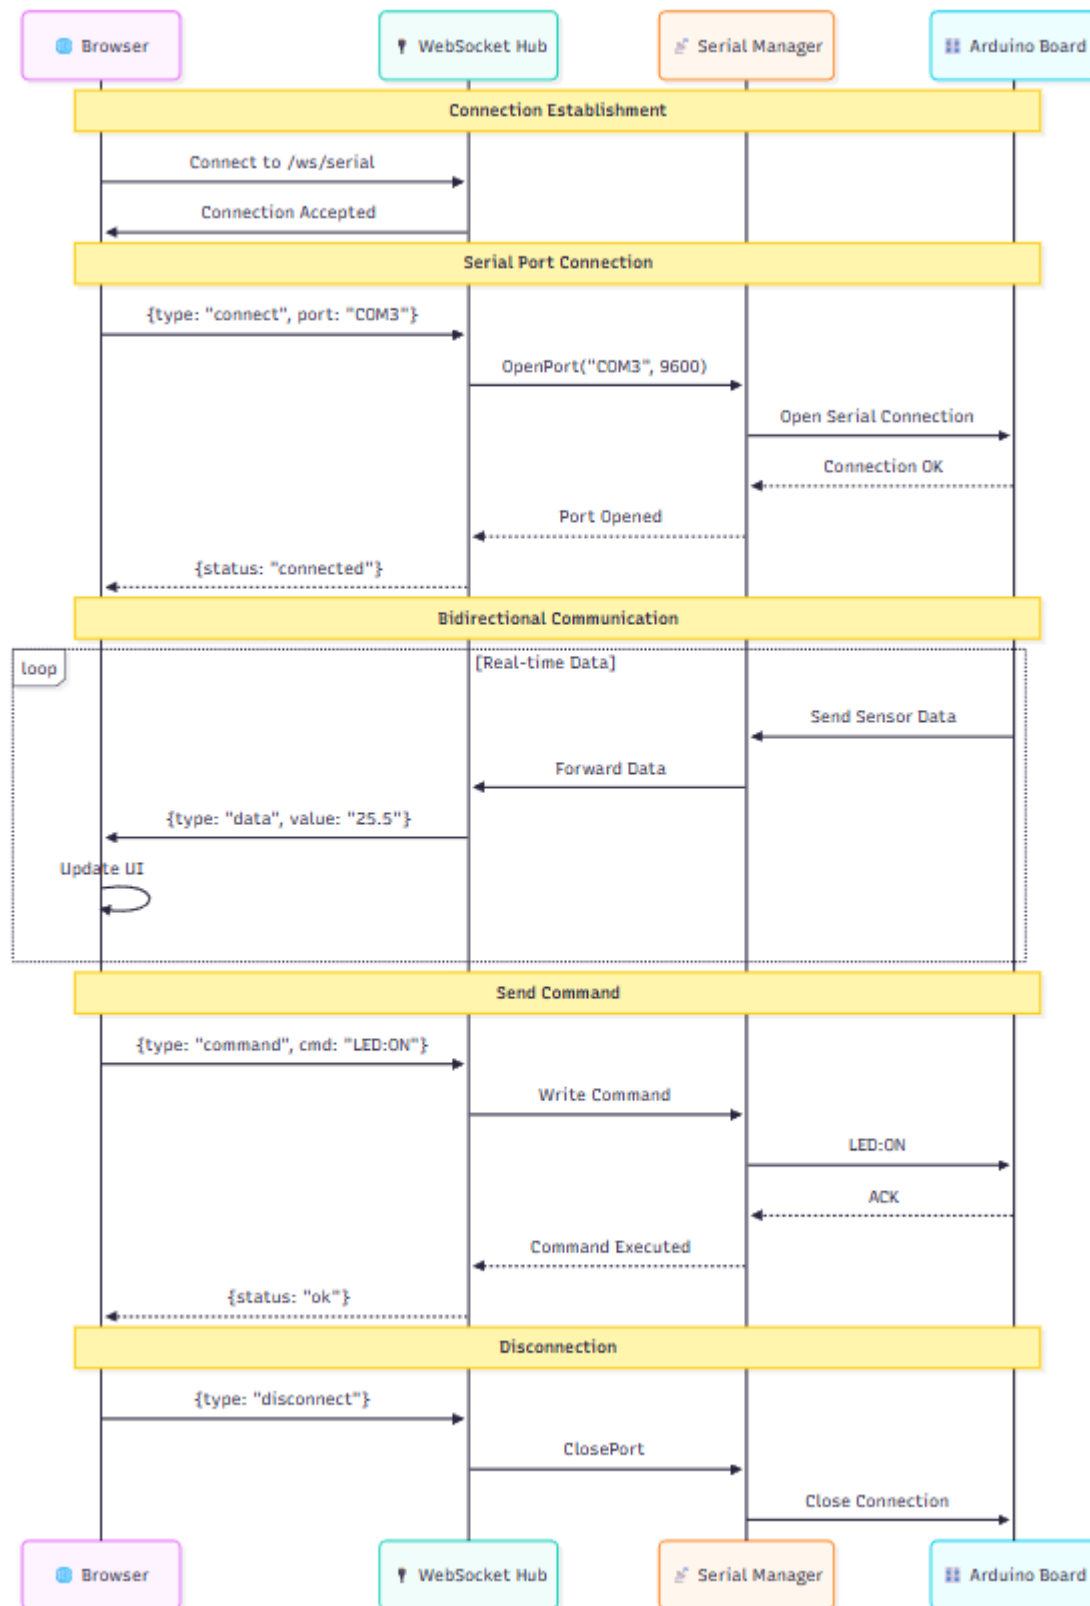 Browser
WebSocket Hub
Serial Manager
Arduino Board
Connection Establishment
Connect to /ws/serial
Connection Accepted
Serial Port Connection
{type: "connect", port: "COM3"}
OpenPort("COM3", 9600)
Open Serial Connection
Connection OK
Port Opened
{status: "connected"}
Bidirectional Communication
loop
[Real-time Data]
Send Sensor Data
Forward Data
{type: "data", value: "25.5"}
Update UI
Send Command
{type: "command", cmd: "LED:ON"}
Write Command
LED:ON
ACK
Command Executed
{status: "ok"}
Disconnection
{type: "disconnect"}
ClosePort
Close Connection
Browser
WebSocket Hub
Serial Manager
Arduino Board